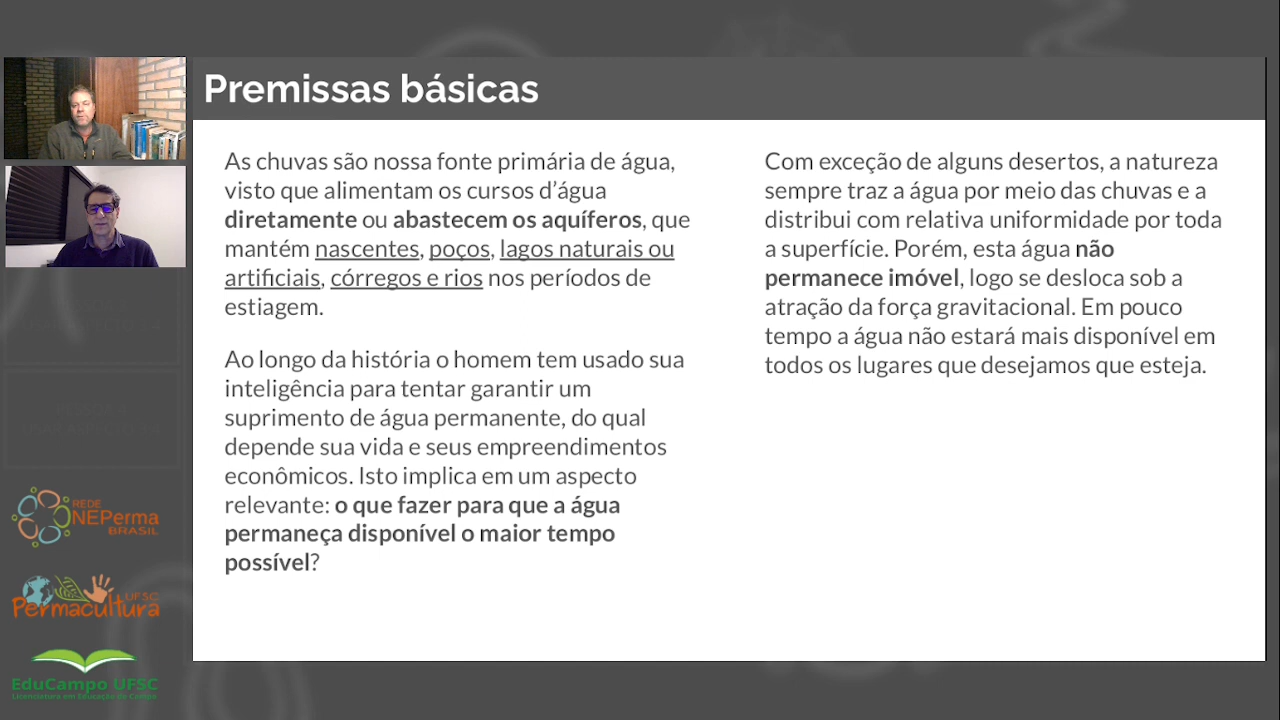 Premissas básicas
As chuvas são nossa fonte primária de água,
visto que alimentam os cursos d’água
diretamente ou abastecem os aquíferos, que
mantém nascentes, poços, lagos naturais ou
artificiais, córregos e rios nos períodos de
estiagem.
Ao longo da história o homem tem usado sua
inteligência para tentar garantir um
suprimento de água permanente, do qual
depende sua vida e seus empreendimentos
econômicos. Isto implica em um aspecto
relevante: o que fazer para que a água
permaneça disponível o maior tempo
possível?
Com exceção de alguns desertos, a natureza
sempre traz a água por meio das chuvas e a
distribui com relativa uniformidade por toda
a superfície. Porém, esta água não
permanece imóvel, logo se desloca sob a
atração da força gravitacional. Em pouco
tempo a água não estará mais disponível em
todos os lugares que desejamos que esteja.
REDE
NEPerma
BRASIL
UFSC
Permacultura
EduCampo UFSC
Licenciatura em Educação do Campo